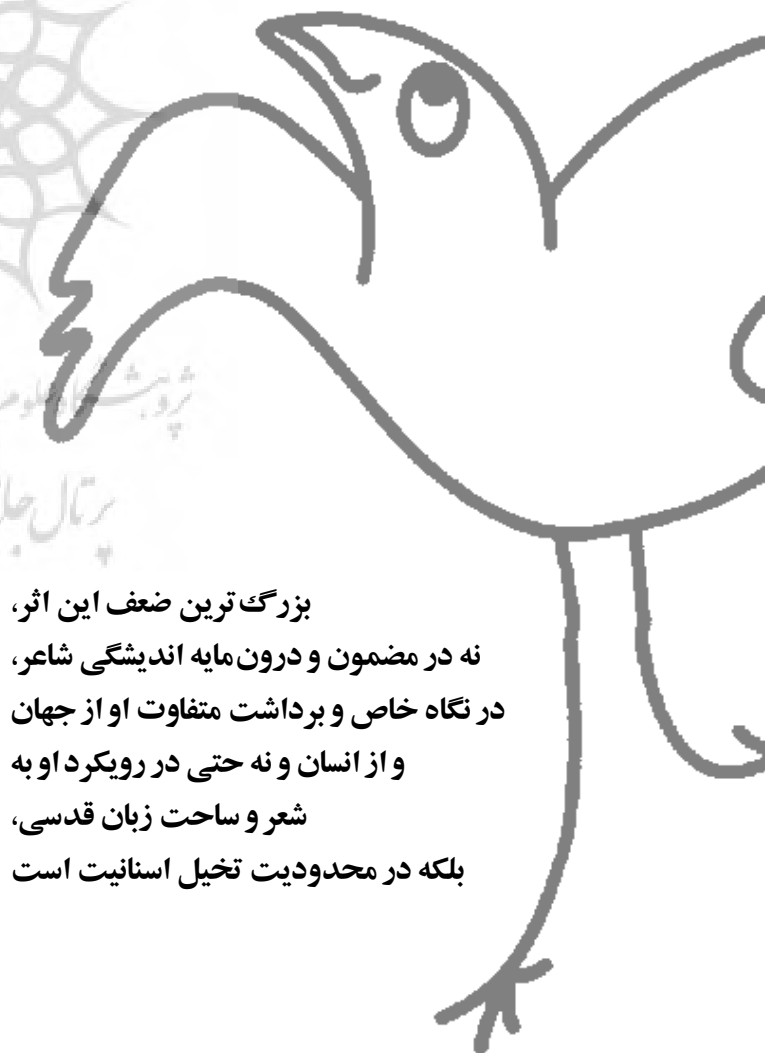 پرتال جا
بزرگ‌ترین ضعف این اثر،
نه در مضمون و درون‌مایه اندیشگی شاعر،
در نگاه خاص و برداشت متفاوت او از جهان
و از انسان و نه حتی در رویکرد او به
شعر و ساحت زبان قدسی،
بلکه در محدودیت تخیل اسنانیت است